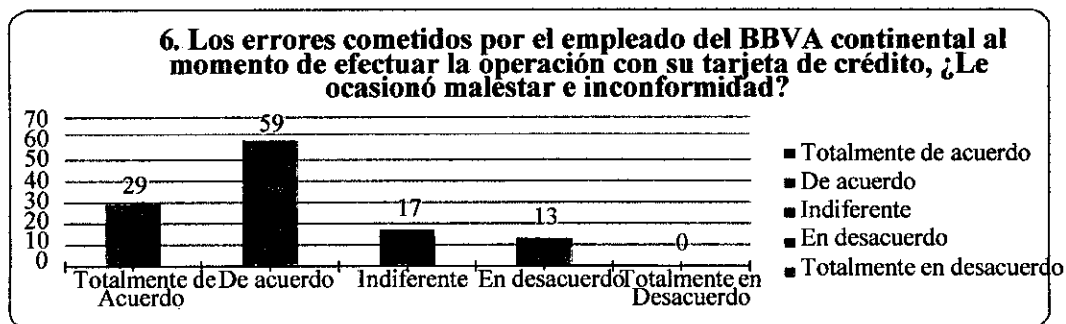 6. Los errores cometidos por el empleado del BBVA continental al
momento de efectuar la operación con su tarjeta de crédito, ¿Le
ocasionó malestar e inconformidad?
70
60
50
40
30
20
10
0
29
59
17
13
0
Totalmente de
Acuerdo
De acuerdo
Indiferente
En desacuerdo
Totalmente en
Desacuerdo
■ Totalmente de acuerdo
■ De acuerdo
■ Indiferente
■ En desacuerdo
■ Totalmente en desacuerdo